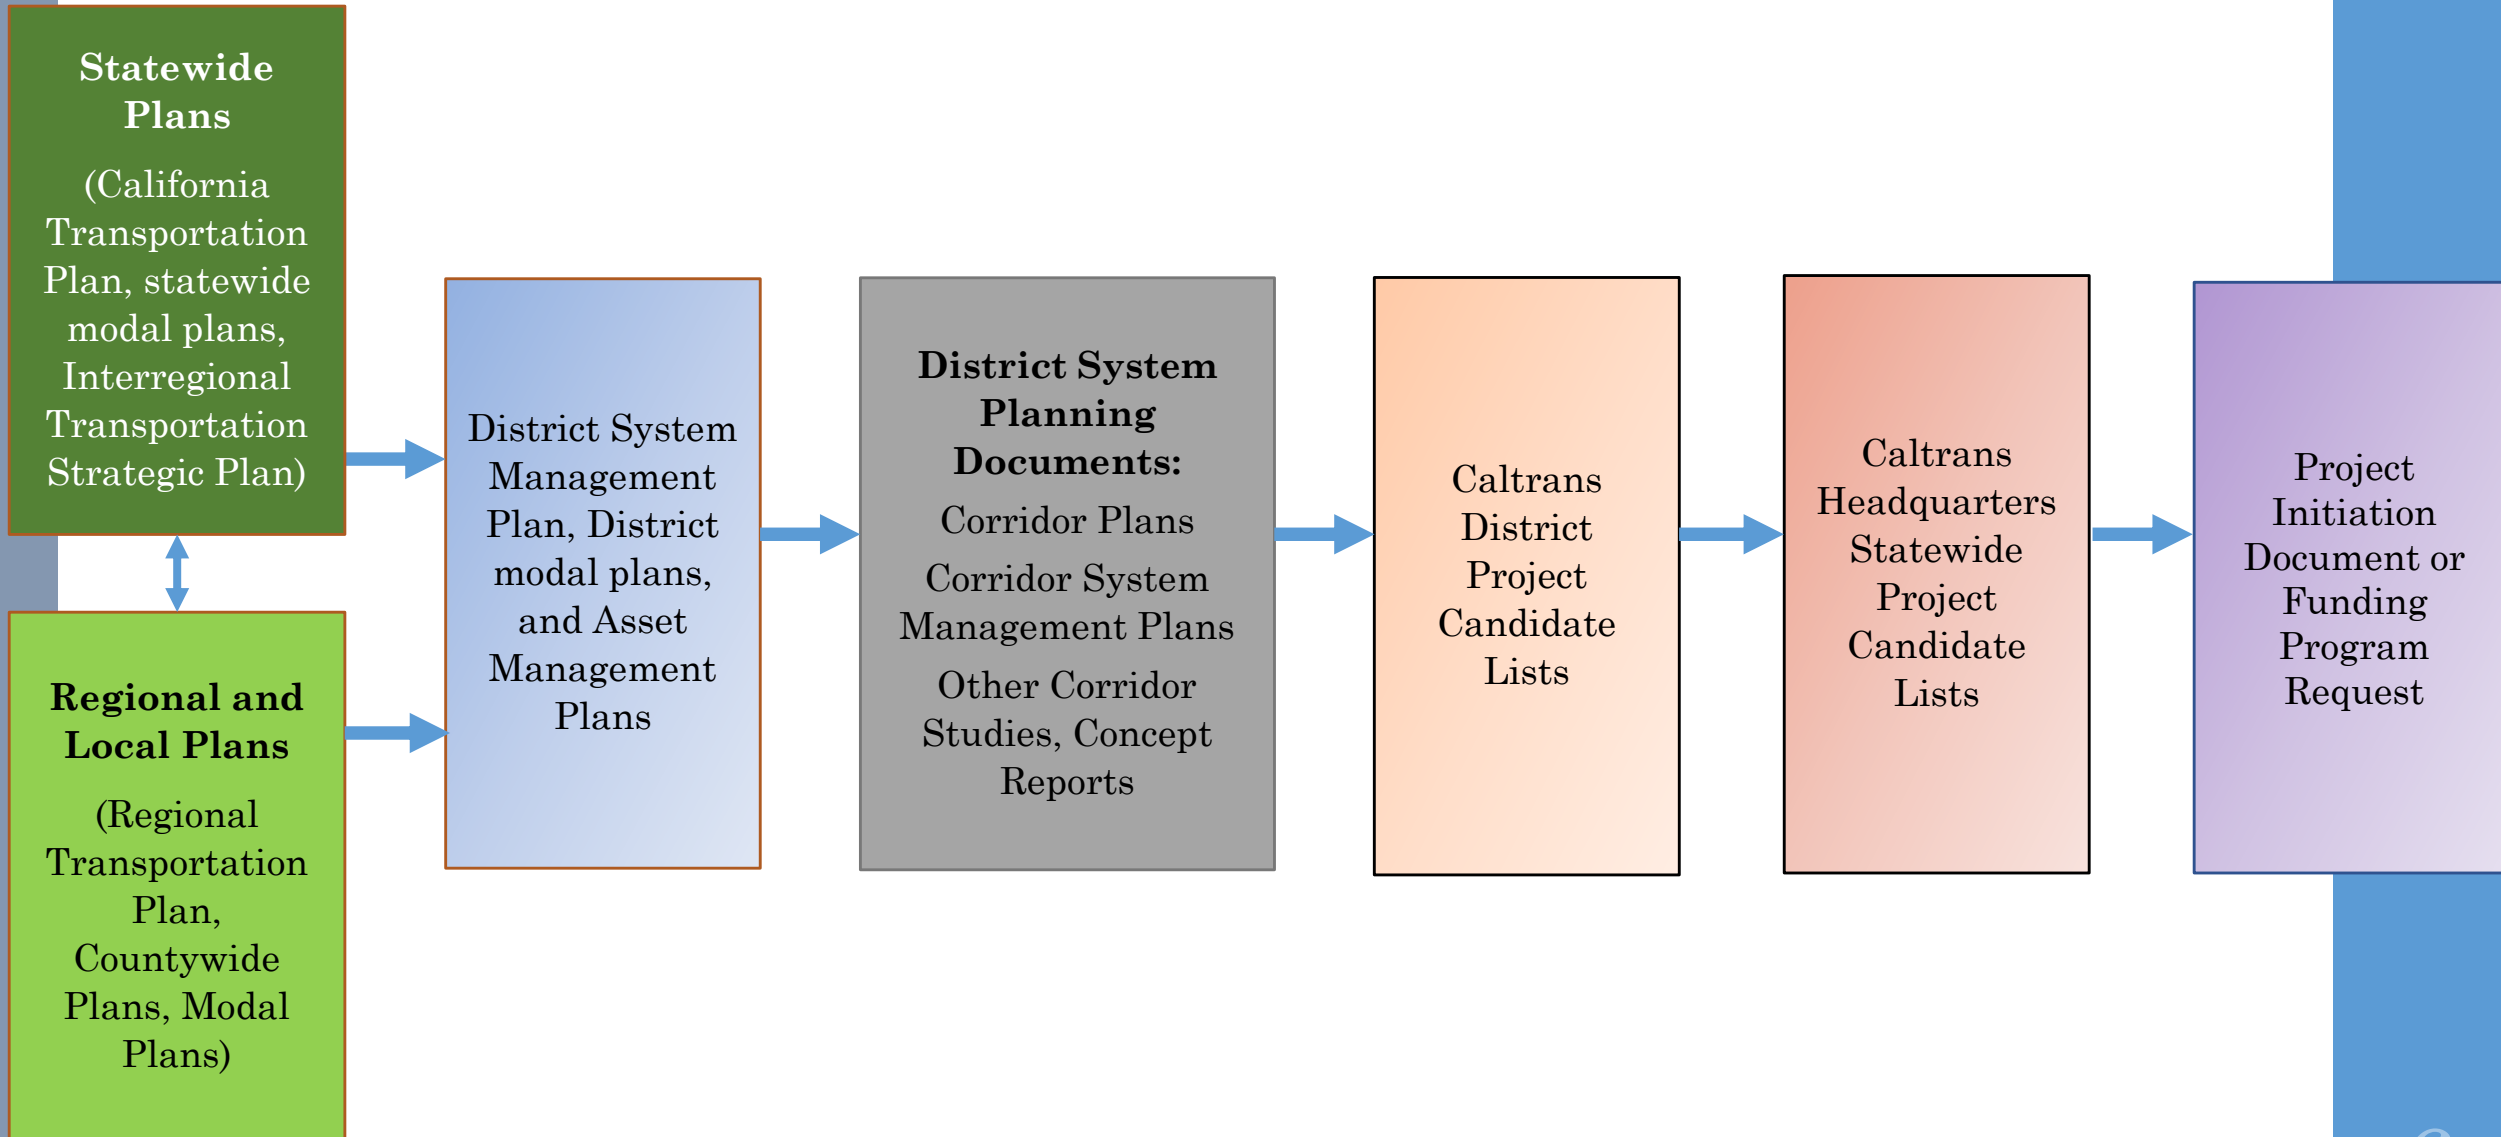 Statewide
Plans
(California
Transportation
Plan, statewide
modal plans,
Interregional
Transportation
Strategic Plan)
Regional and
Local Plans
(Regional
Transportation
Plan,
Countywide
Plans, Modal
Plans)
District System
Management
Plan, District
modal plans,
and Asset
Management
Plans
District System
Planning
Documents:
Corridor Plans
Corridor System
Management Plans
Other Corridor
Studies, Concept
Reports
Caltrans
District
Project
Candidate
Lists
Caltrans
Headquarters
Statewide
Project
Candidate
Lists
Project
Initiation
Document or
Funding
Program
Request